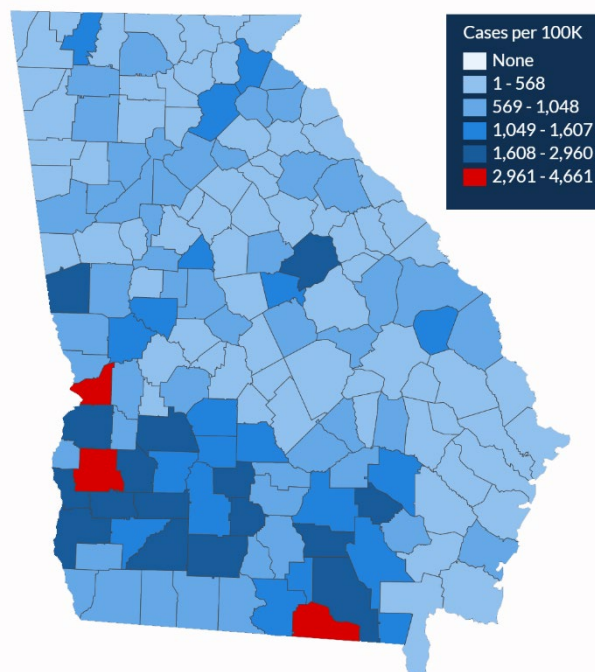 Cases per 100K
None
1 - 568
569 - 1,048
1,049 - 1,607
1,608 - 2,960
2,961 - 4,661